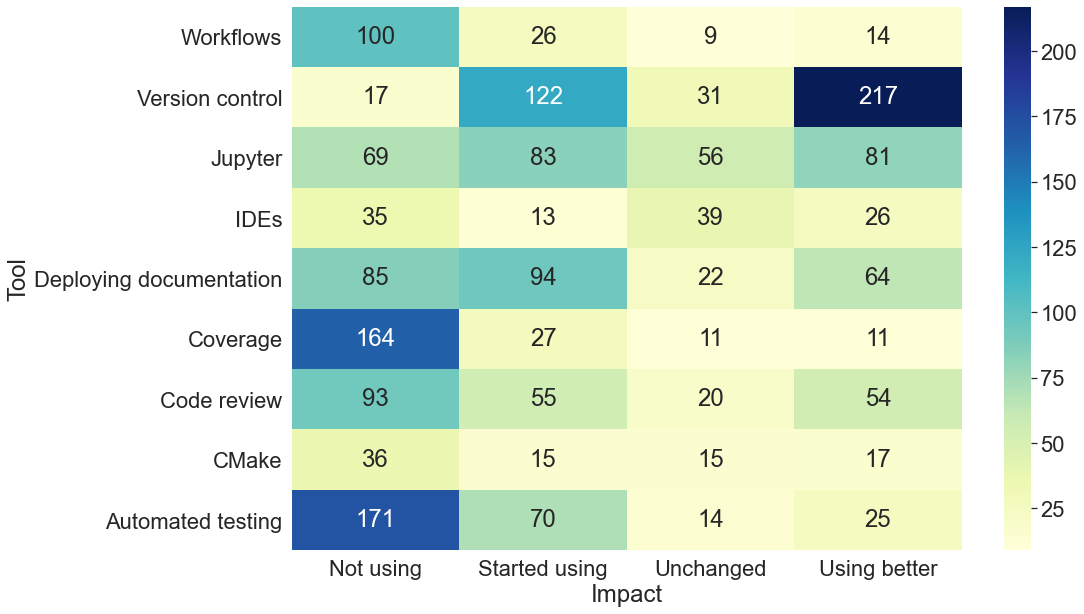 Workflows 100 26 9 14 200
Version control 17 122 31 217 175
Jupyter 69 83 56 81 150
IDEs 35 13 39 26 125
Tool
Deploying documentation 85 94 22 64 100
Coverage 164 27 11 11 75
Code review 93 55 20 54 50
CMake 36 15 15 17 25
Automated testing 171 70 14 25
Not using Started using Unchanged Using better
Impact